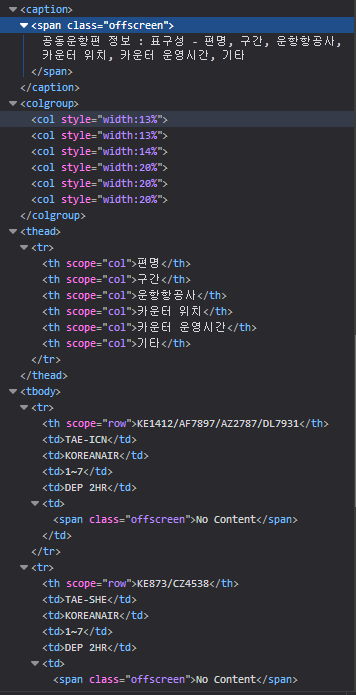 <caption>
<span class="offscreen">
공동운항편 정보 : 표구성 - 편명, 구간, 운항항공사,
카운터 위치, 카운터 운영시간, 기타
</span>
</caption>
<colgroup>
<col style="width:13%">
<col style="width:13%">
<col style="width:14%">
<col style="width:20%">
<col style="width:20%">
<col style="width:20%">
</colgroup>
<thead>
<tr>
<th scope="col">편명</th>
<th scope="col">구간</th>
<th scope="col">운항항공사</th>
<th scope="col">카운터 위치</th>
<th scope="col">카운터 운영시간</th>
<th scope="col">기타</th>
</tr>
</thead>
<tbody>
<tr>
<th scope="row">KE1412/AF7897/AZ2787/DL7931</th>
<td>TAE-ICN</td>
<td>KOREANAIR</td>
<td>1~7</td>
<td>DEP 2HR</td>
<td>
<span class="offscreen">No Content</span>
</td>
</tr>
<tr>
<th scope="row">KE873/CZ4538</th>
<td>TAE-SHE</td>
<td>KOREANAIR</td>
<td>1~7</td>
<td>DEP 2HR</td>
<td>
<span class="offscreen">No Content</span>